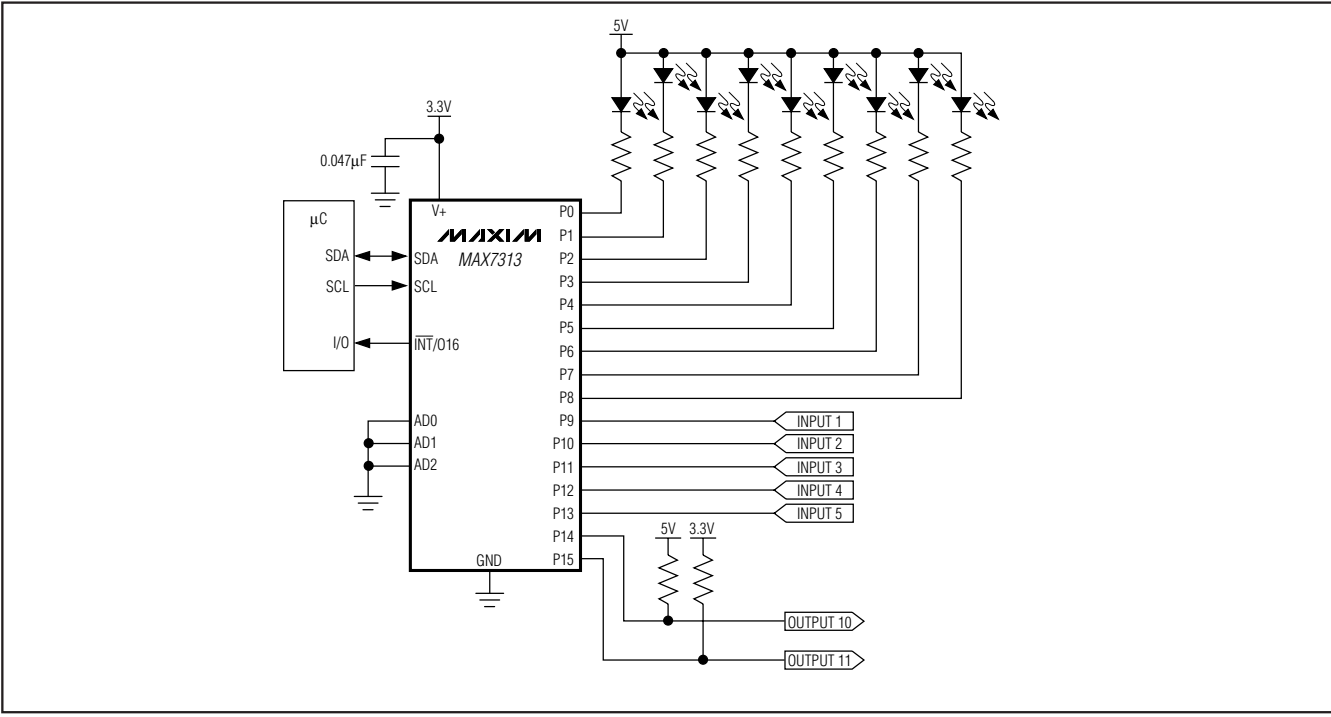 5V
3.3V
0.047μF
μC
SDA
SCL
I/O
V+
MAXIM
MAX7313
SDA
SCL
INT/O16
AD0
AD1
AD2
GND
P0
P1
P2
P3
P4
P5
P6
P7
P8
P9
P10
P11
P12
P13
P14
P15
INPUT 1
INPUT 2
INPUT 3
INPUT 4
INPUT 5
5V
3.3V
OUTPUT 10
OUTPUT 11